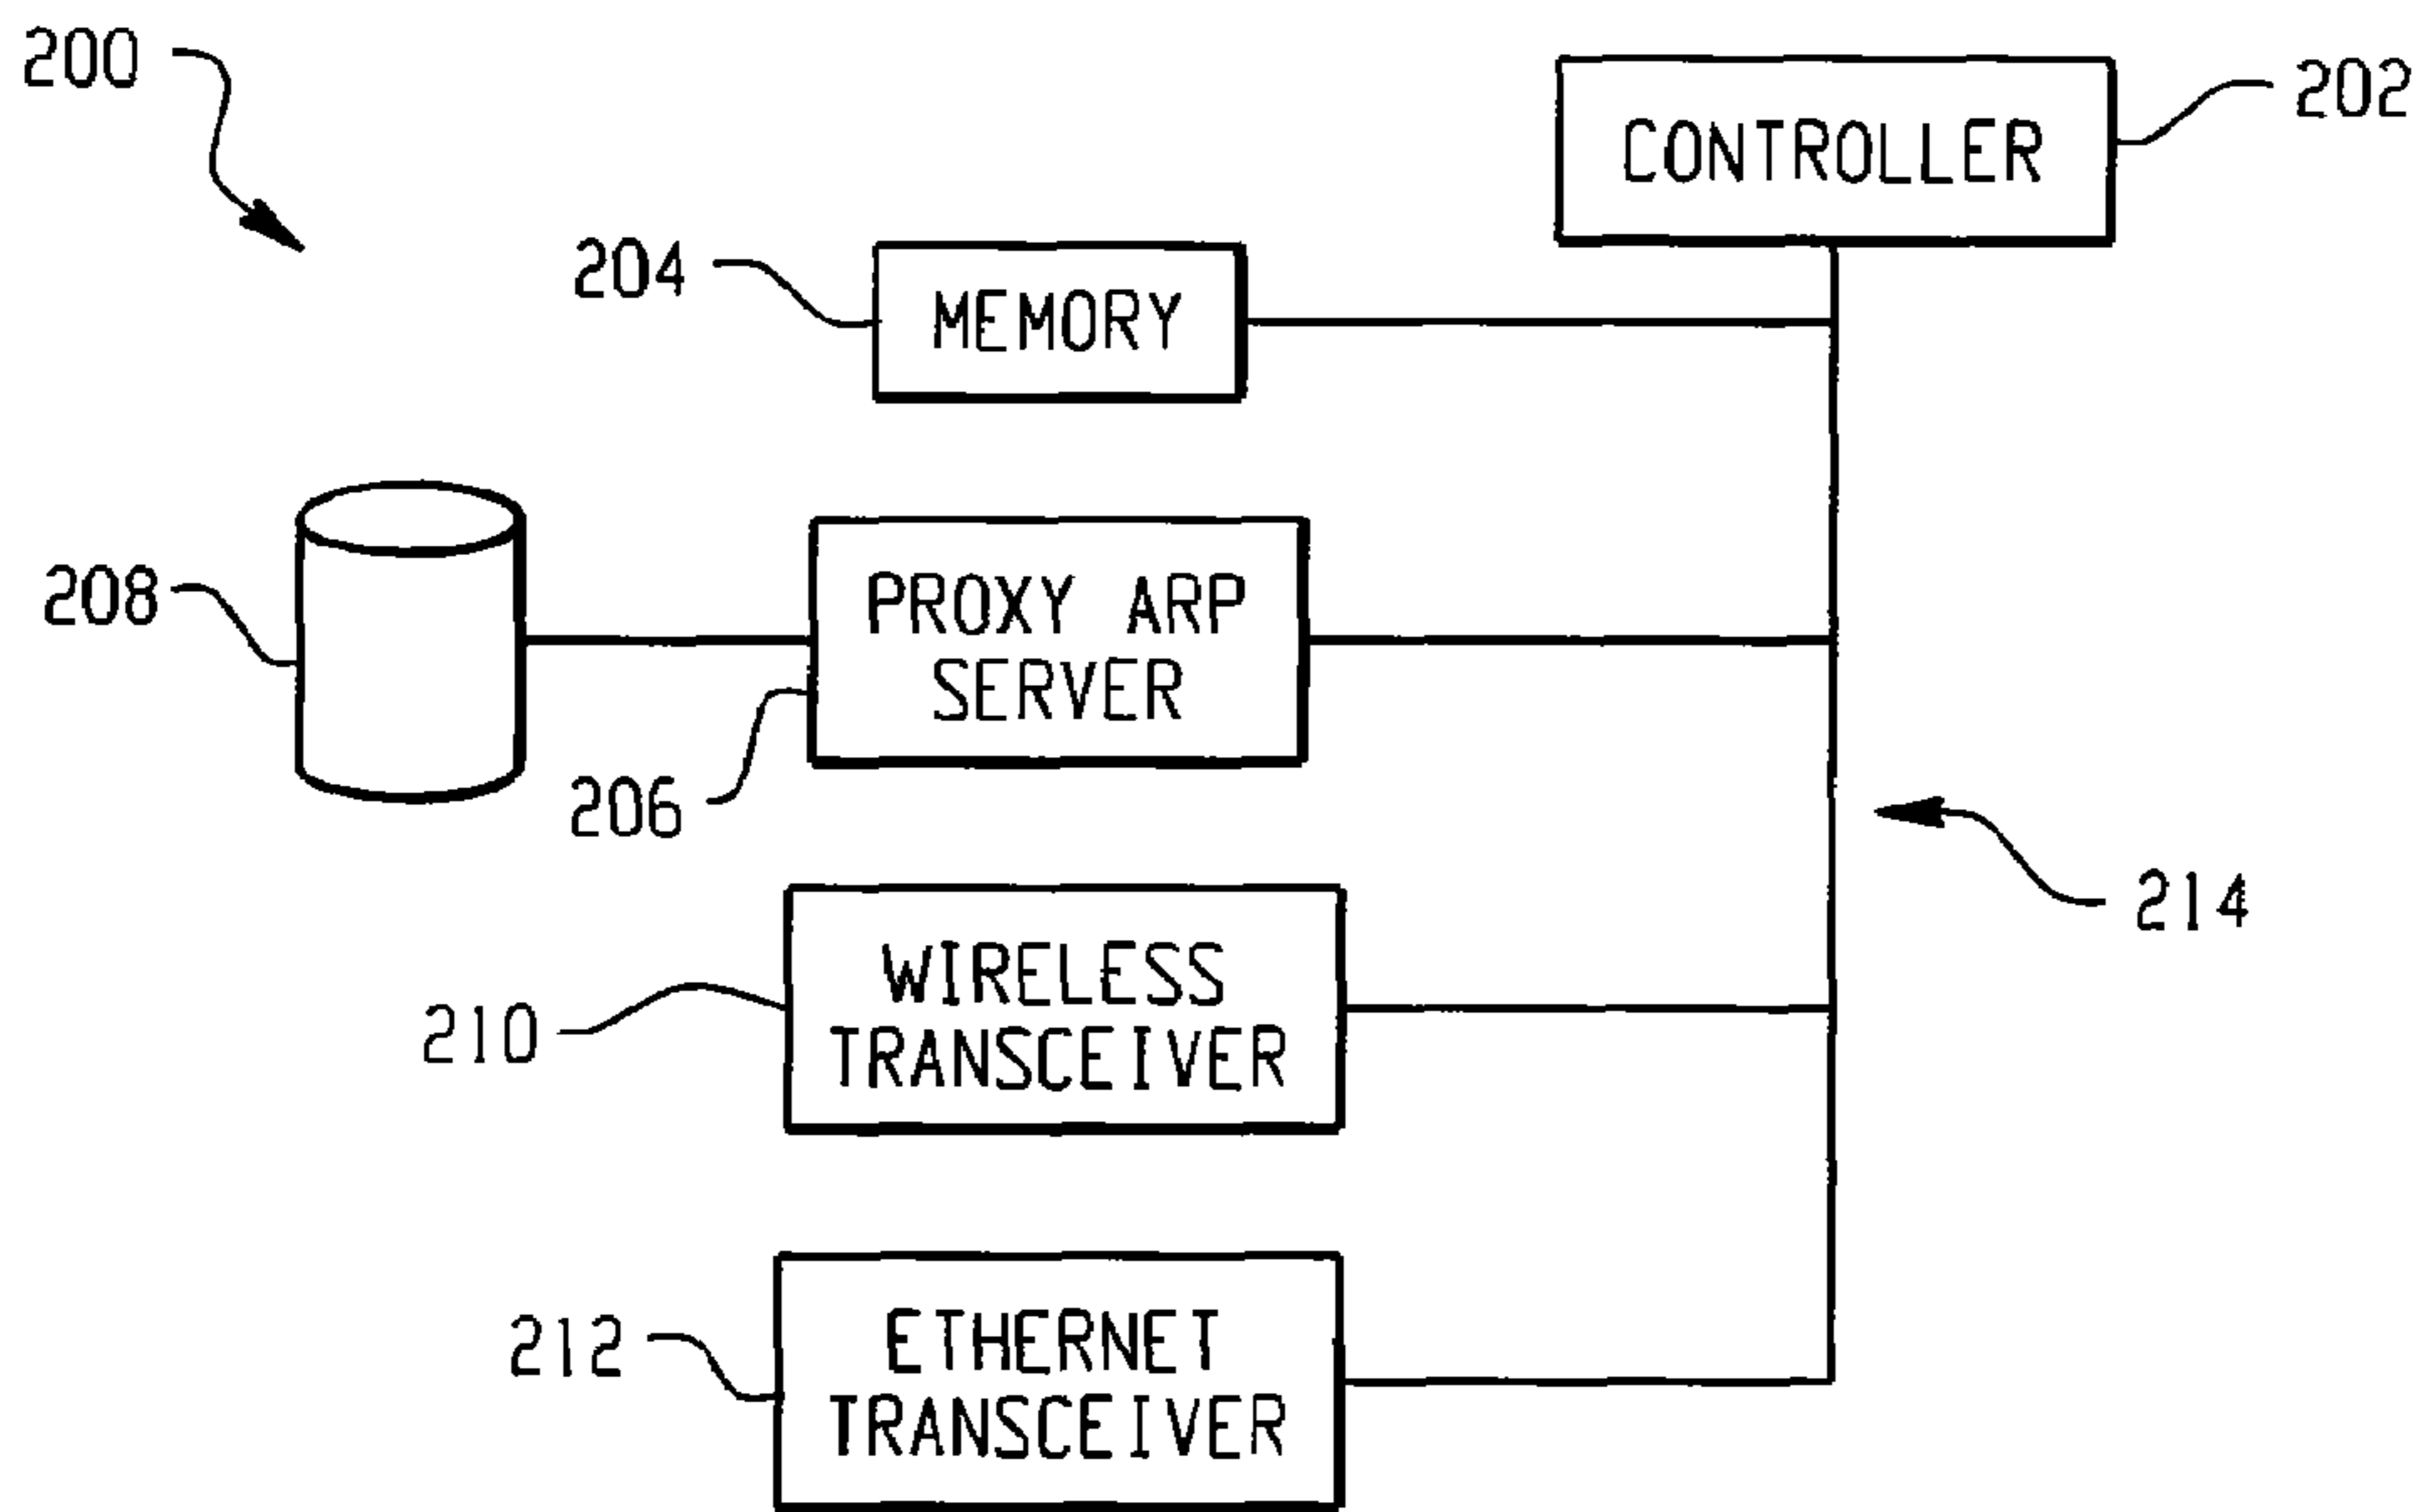 200
CONTROLLER
202
204
MEMORY
208
PROXY ARP
SERVER
206
214
210
WIRELESS
TRANSCEIVER
212
ETHERNET
TRANSCEIVER